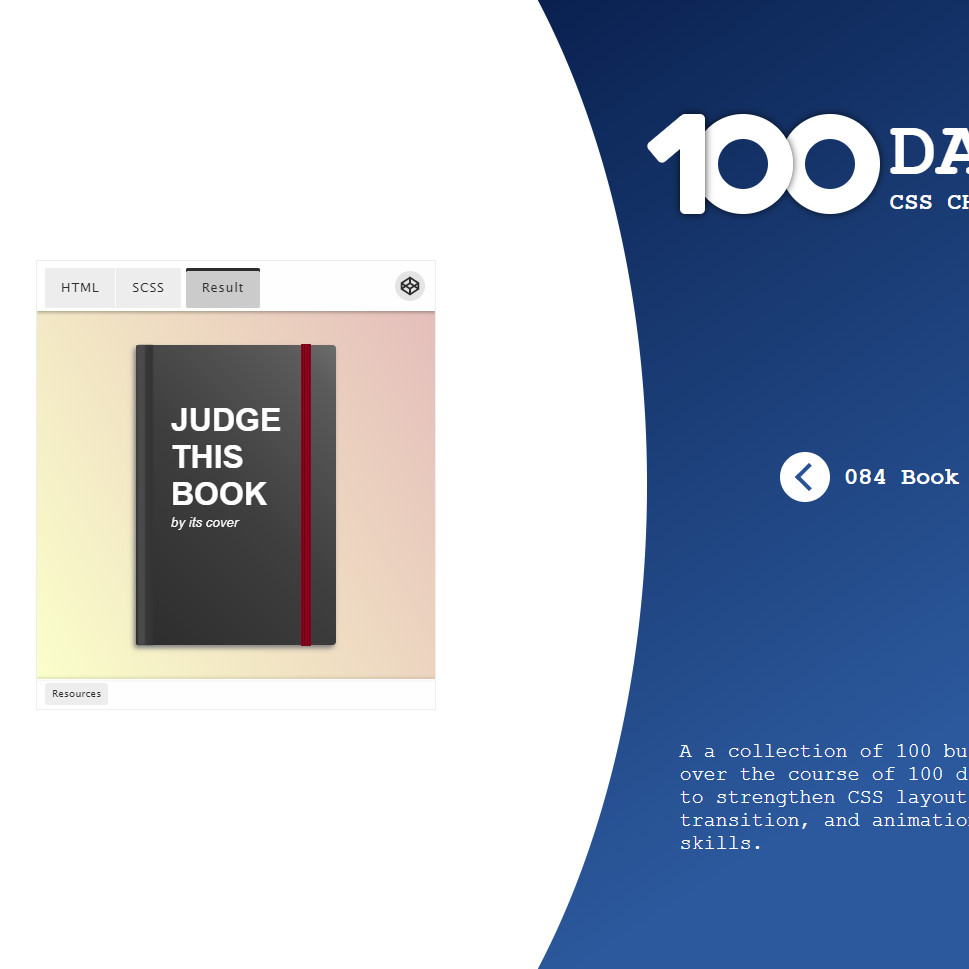 HTML
SCSS
Result
JUDGE
THIS
BOOK
by its cover
Resources
100
DA
CSS CH
084 Book
A a collection of 100 bu
over the course of 100 d
to strengthen CSS layout
transition, and animatio
skills.